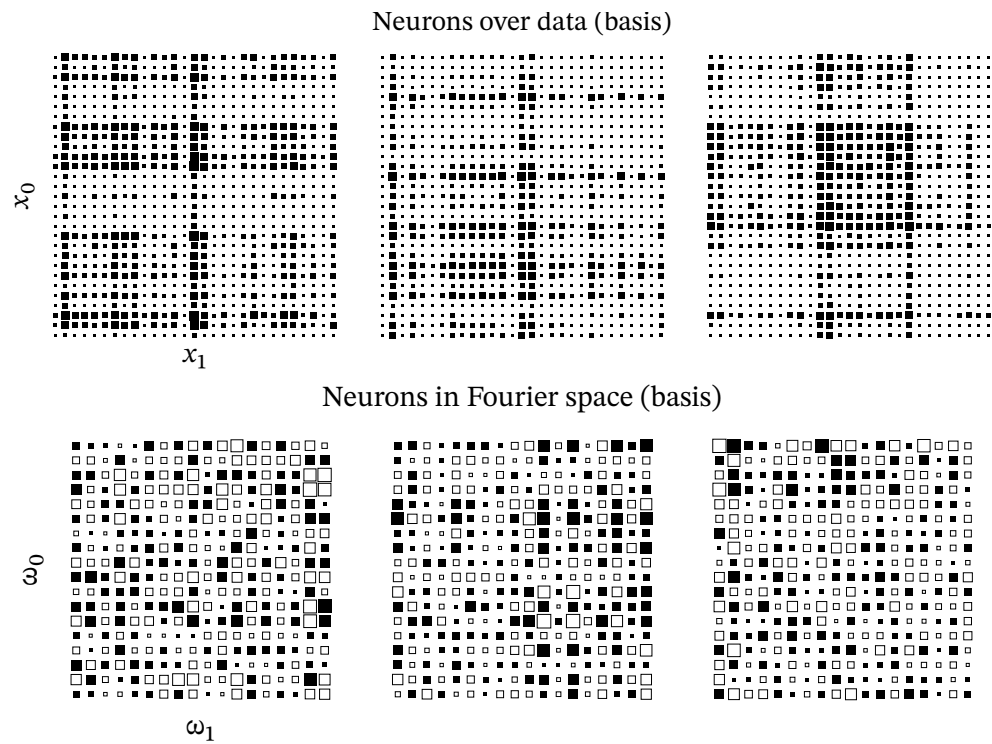 Neurons over data (basis)
x₀
x₁
Neurons in Fourier space (basis)
ω₀
ω₁